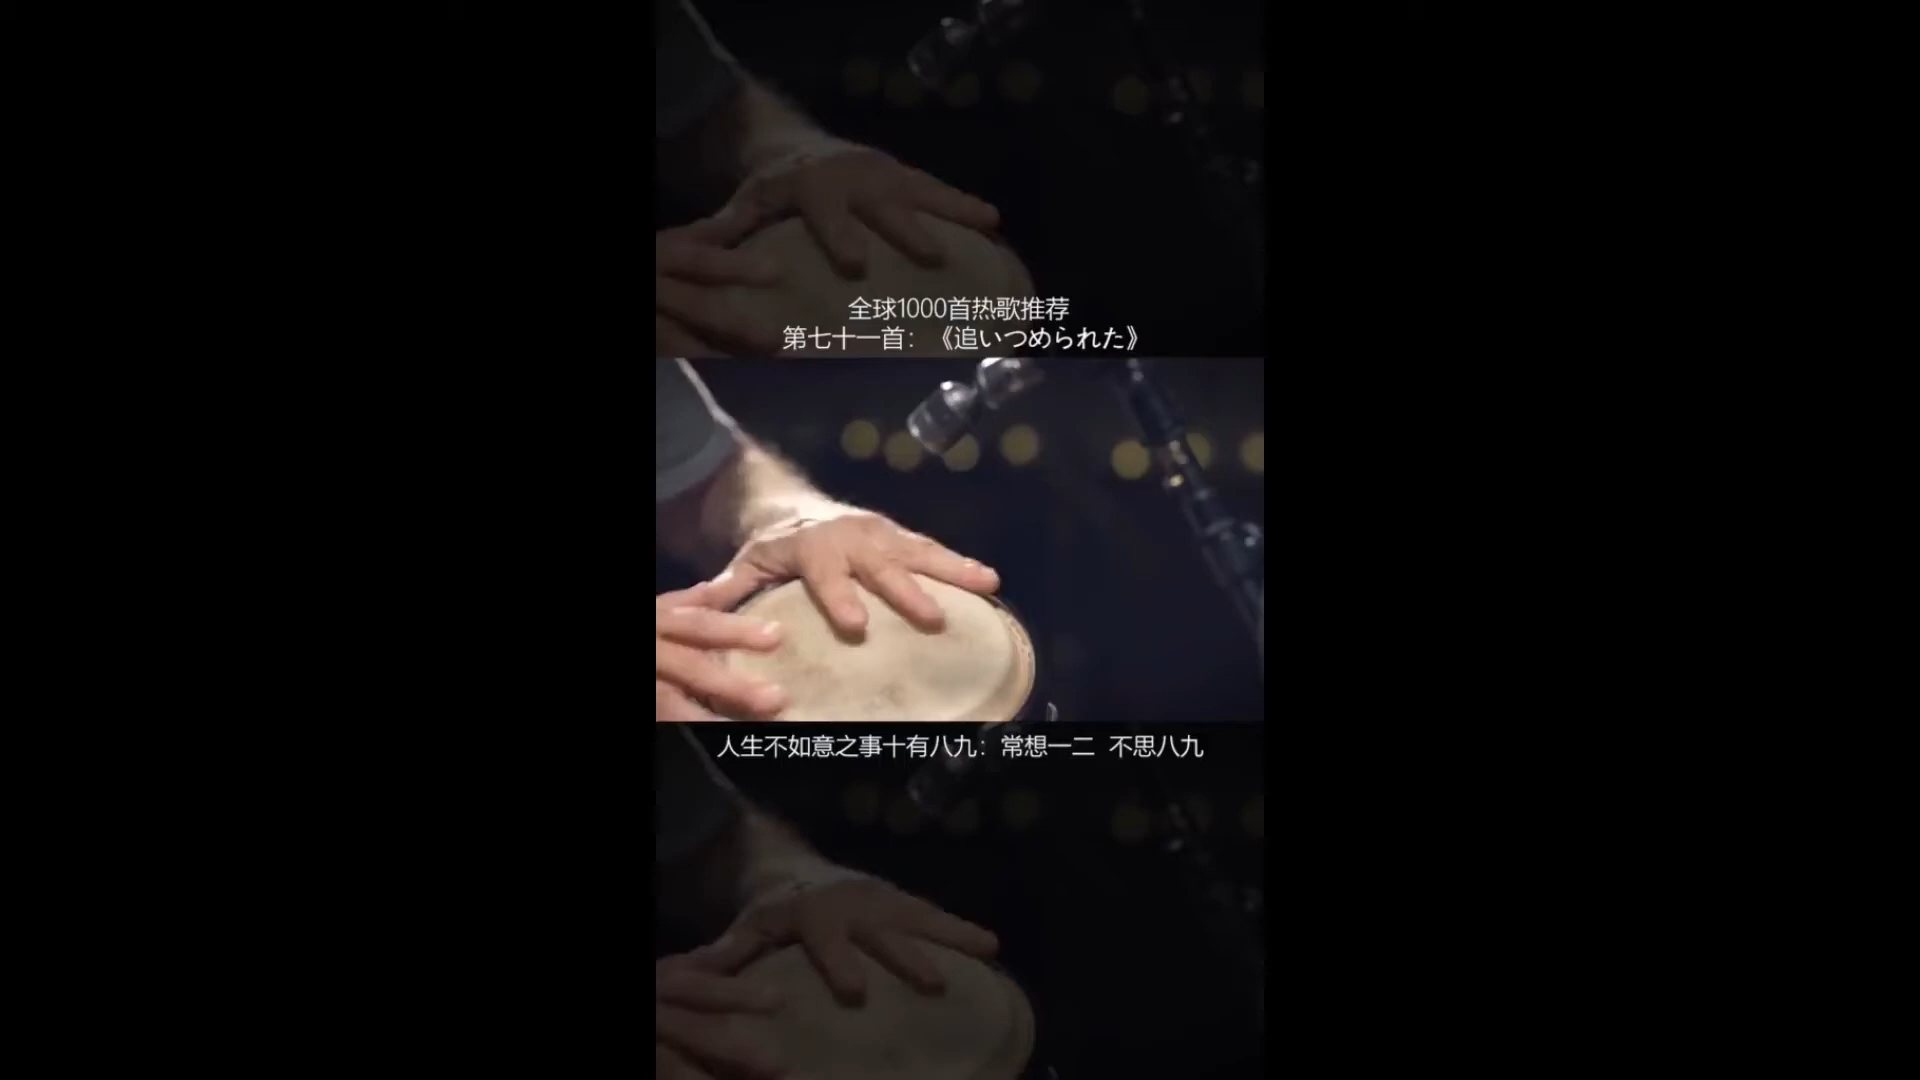 全球1000首热歌推荐
第七十一首：《追いつめられた》
人生不如意之事十有八九：常想一二 不思八九